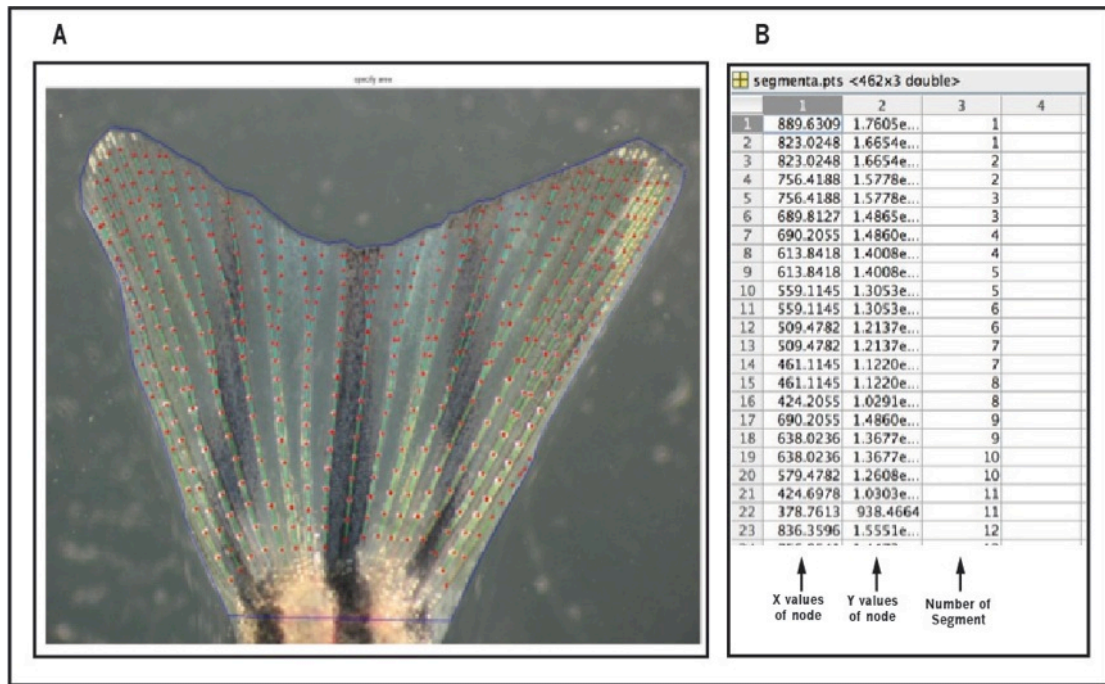 A
B
specify area
segmenta.pts <462x3 double>
1 2 3 4
1 889.6309 1.7605e... 1
2 823.0248 1.6654e... 1
3 823.0248 1.6654e... 2
4 756.4188 1.5778e... 2
5 756.4188 1.5778e... 3
6 689.8127 1.4865e... 3
7 690.2055 1.4860e... 4
8 613.8418 1.4008e... 4
9 613.8418 1.4008e... 5
10 559.1145 1.3053e... 5
11 559.1145 1.3053e... 6
12 509.4782 1.2137e... 6
13 509.4782 1.2137e... 7
14 461.1145 1.1220e... 7
15 461.1145 1.1220e... 8
16 424.2055 1.0291e... 8
17 690.2055 1.4860e... 9
18 638.0236 1.3677e... 9
19 638.0236 1.3677e... 10
20 579.4782 1.2608e... 10
21 424.6978 1.0303e... 11
22 378.7613 938.4664 11
23 836.3596 1.5551e... 12
X values
of node
Y values
of node
Number of
Segment